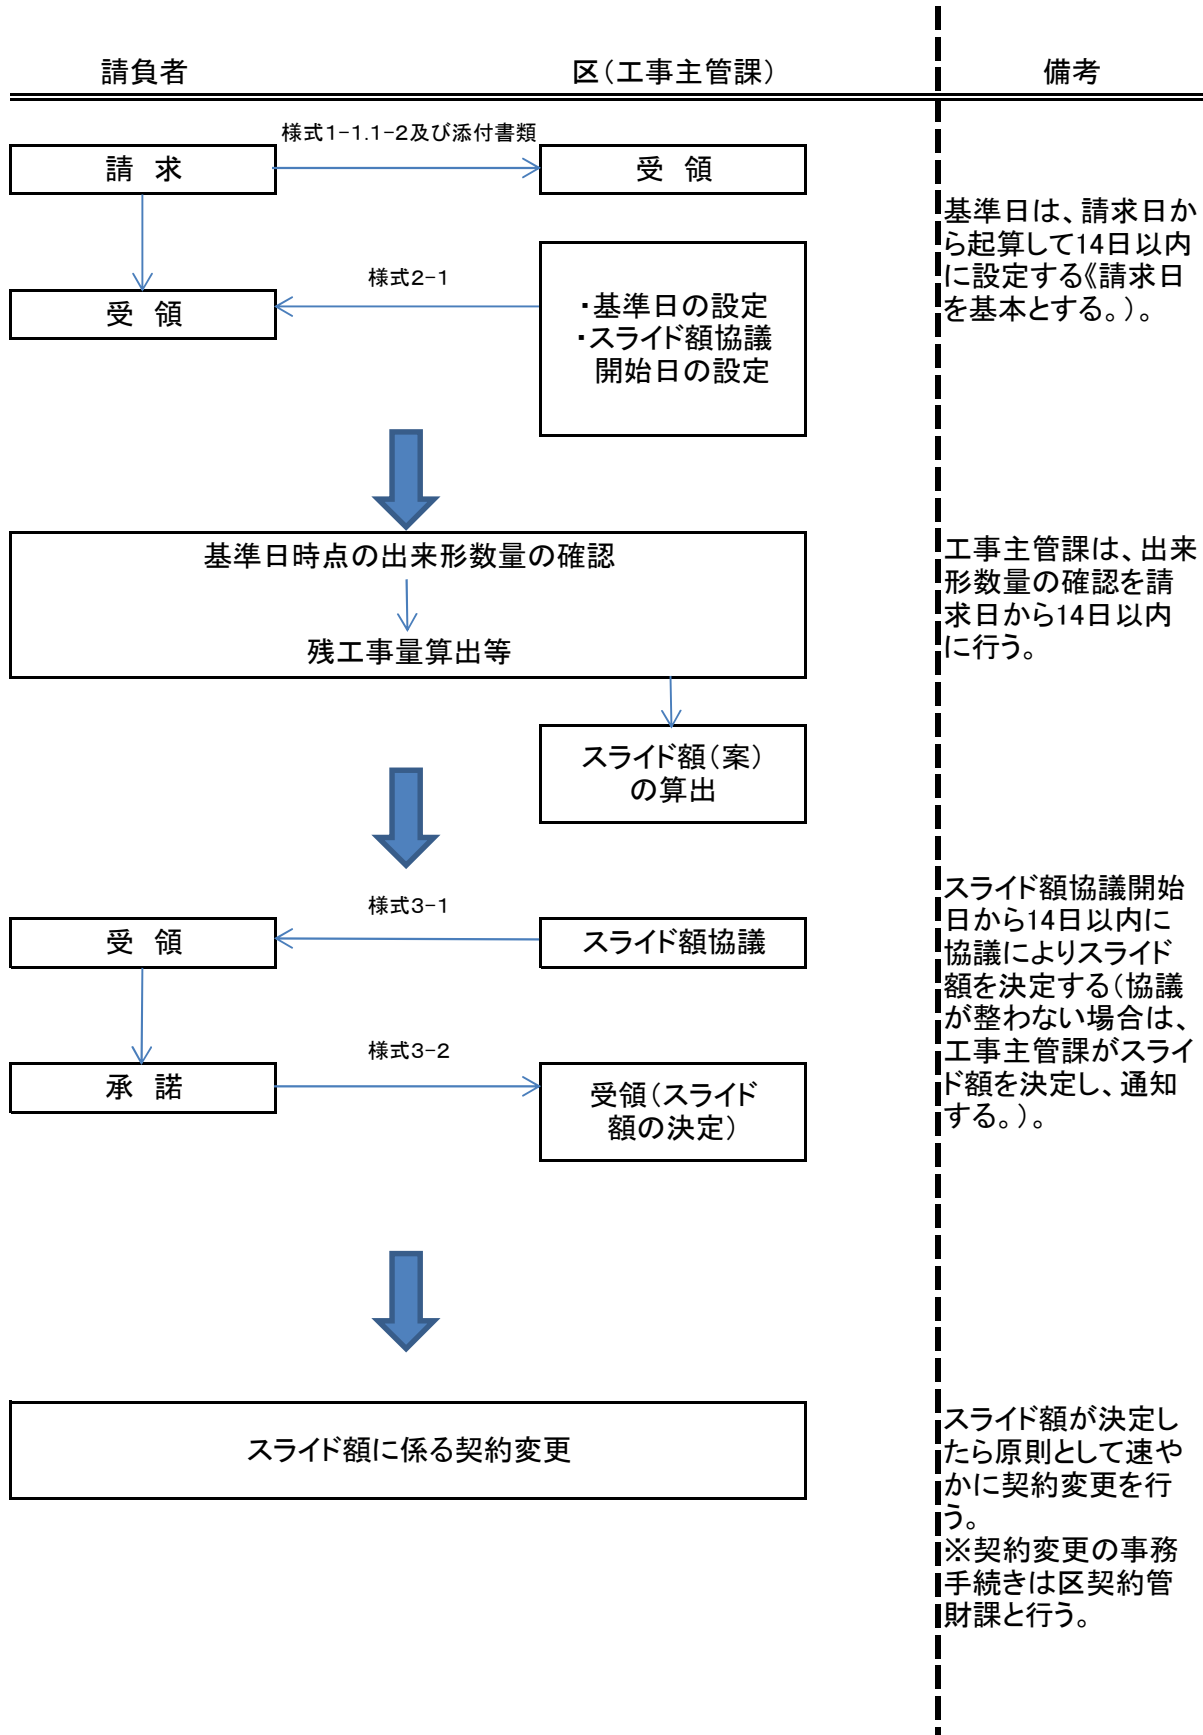 請負者
区(工事主管課)
備考
様式1-1.1-2及び添付書類
請 求
受 領
様式2-1
受 領
・基準日の設定
・スライド額協議
開始日の設定
基準日は、請求日か
ら起算して14日以内
に設定する《請求日
を基本とする。)。
基準日時点の出来形数量の確認
残工事量算出等
工事主管課は、出来
形数量の確認を請
求日から14日以内
に行う。
スライド額(案)
の算出
様式3-1
受 領
スライド額協議
様式3-2
承 諾
受領(スライド
額の決定)
スライド額協議開始
日から14日以内に
協議によりスライド
額を決定する(協議
が整わない場合は、
工事主管課がスライ
ド額を決定し、通知
する。)。
スライド額に係る契約変更
スライド額が決定し
たら原則として速や
かに契約変更を行
う。
※契約変更の事務
手続きは区契約管
財課と行う。